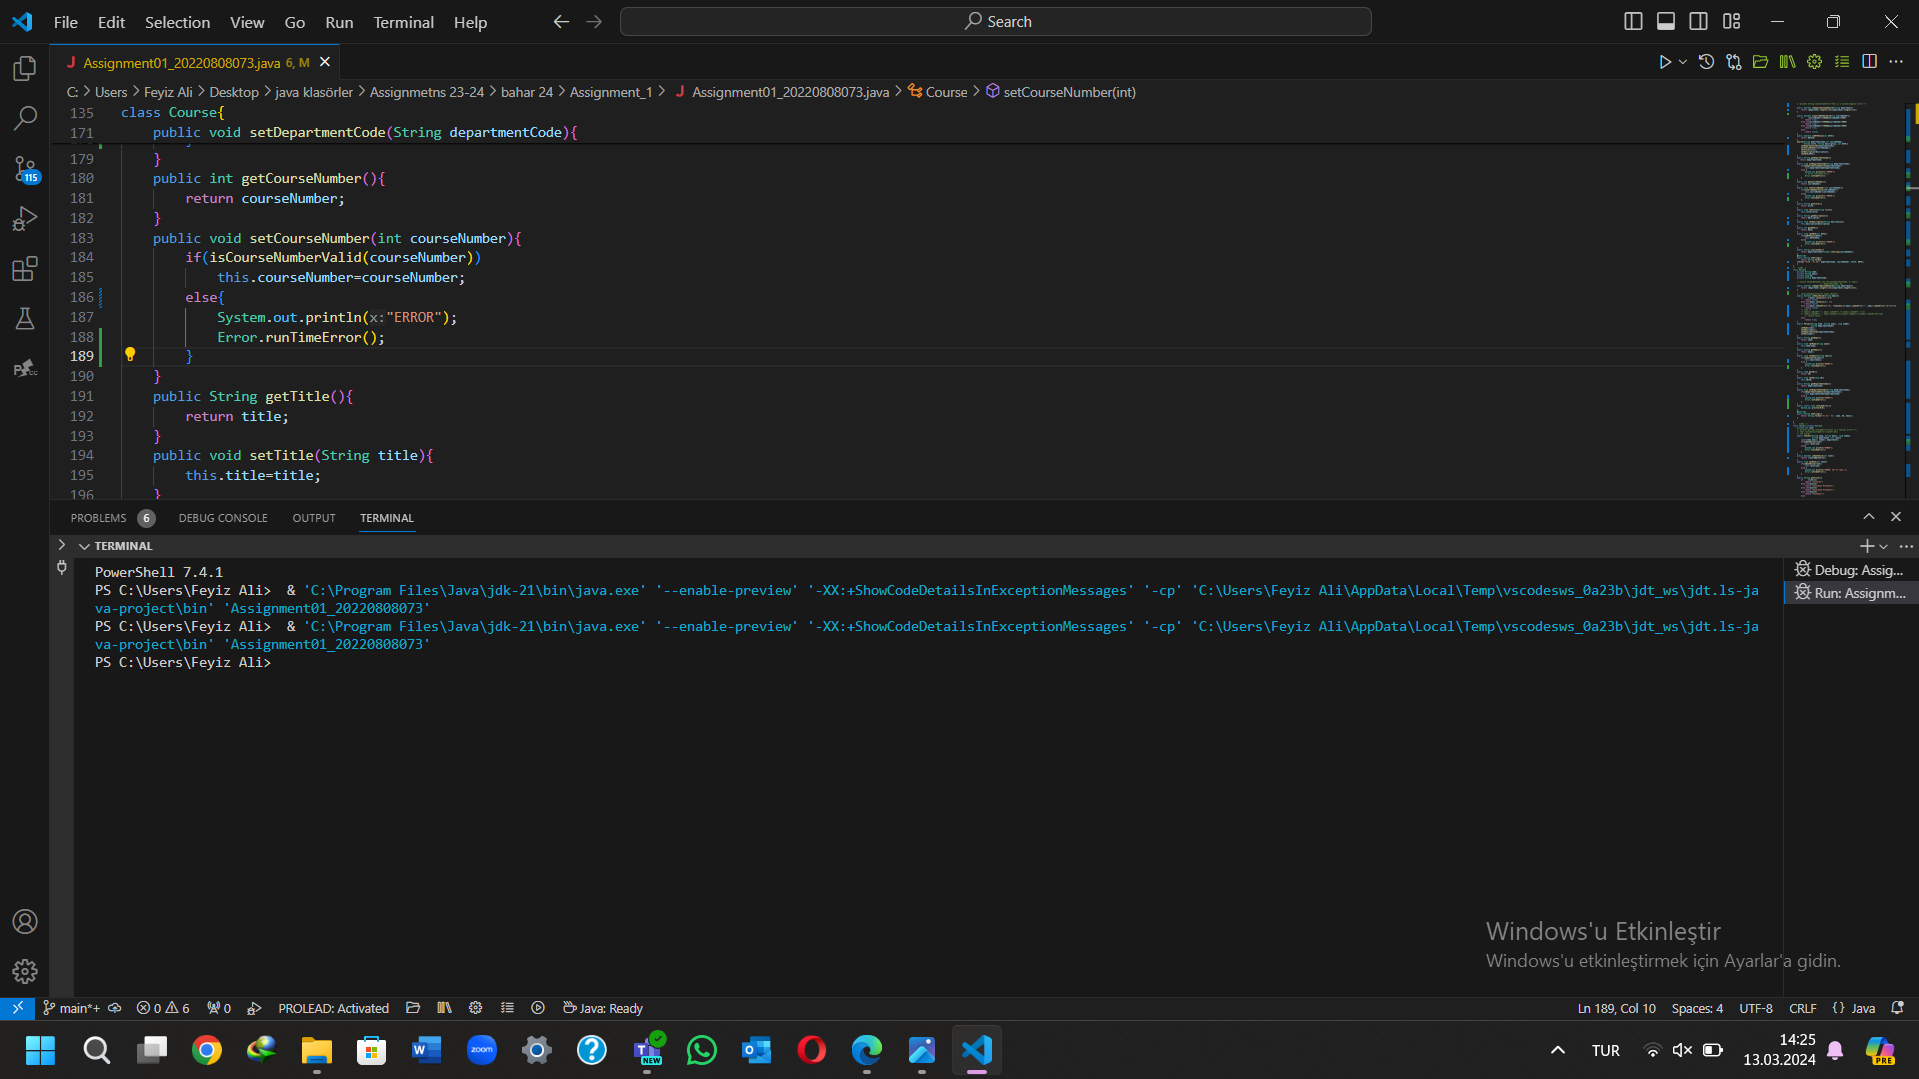 File Edit Selection View Go Run Terminal Help
Search
Assignment01_20220808073.java 6, M
C: > Users > Feyiz Ali > Desktop > java klasörler > Assignmetns 23-24 > bahar 24 > Assignment_1 > J Assignment01_20220808073.java > Course > setCourseNumber(int)
135 class Course{
171 public void setDepartmentCode(String departmentCode){
179 }
180 public int getCourseNumber(){
181 return courseNumber;
182 }
183 public void setCourseNumber(int courseNumber){
184 if(isCourseNumberValid(courseNumber))
185 this.courseNumber=courseNumber;
186 else{
187 System.out.println(x:"ERROR");
188 Error.runTimeError();
189 }
190 }
191 public String getTitle(){
192 return title;
193 }
194 public void setTitle(String title){
195 this.title=title;
196 }
PROBLEMS 6 DEBUG CONSOLE OUTPUT TERMINAL
TERMINAL
PowerShell 7.4.1
PS C:\Users\Feyiz Ali> & 'C:\Program Files\Java\jdk-21\bin\java.exe' '--enable-preview' '-XX:+ShowCodeDetailsInExceptionMessages' '-cp' 'C:\Users\Feyiz Ali\AppData\Local\Temp\vscodesws_0a23b\jdt_ws\jdt.ls-ja
va-project\bin' 'Assignment01_20220808073'
PS C:\Users\Feyiz Ali> & 'C:\Program Files\Java\jdk-21\bin\java.exe' '--enable-preview' '-XX:+ShowCodeDetailsInExceptionMessages' '-cp' 'C:\Users\Feyiz Ali\AppData\Local\Temp\vscodesws_0a23b\jdt_ws\jdt.ls-ja
va-project\bin' 'Assignment01_20220808073'
PS C:\Users\Feyiz Ali>
Debug: Assig...
Run: Assignm...
115
Windows'u Etkinleştir
Windows'u etkinleştirmek için Ayarlar'a gidin.
main*+ 0 6 0 PROLEAD: Activated Java: Ready
Ln 189, Col 10 Spaces: 4 UTF-8 CRLF {} Java
zoom
NEW
TUR
14:25
13.03.2024
PRE